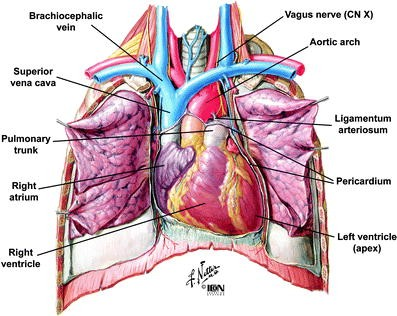 Brachiocephalic
vein
Superior
vena cava
Pulmonary
trunk
Right
atrium
Right
ventricle
Vagus nerve (CN X)
Aortic arch
Ligamentum
arteriosum
Pericardium
Left ventricle
(apex)
F. Netter
M.D.
©